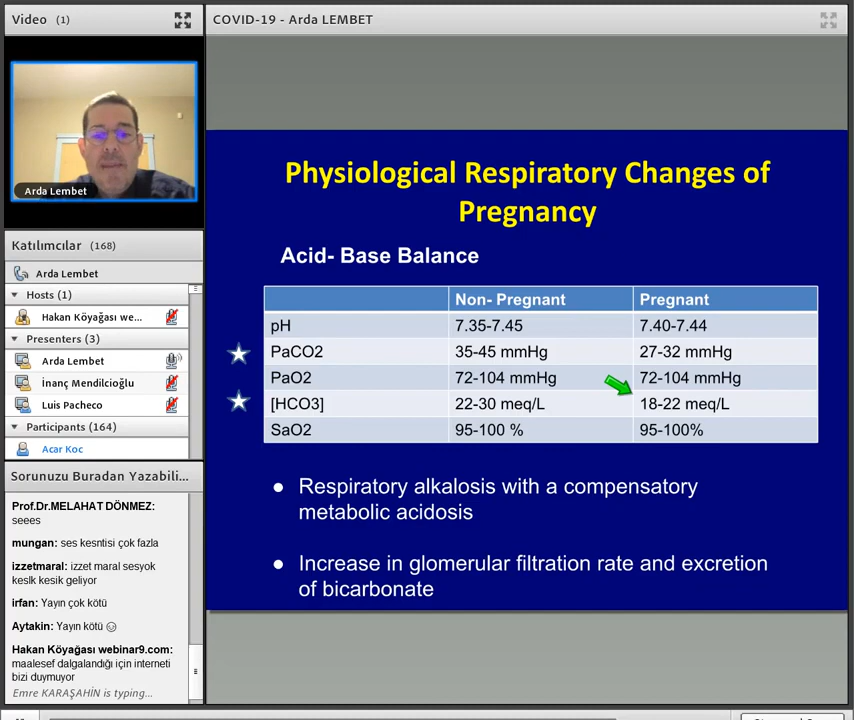 Video (1)
Arda Lembet
Katılımcılar (168)
Arda Lembet
Hosts (1)
Hakan Köyağası we...
Presenters (3)
Arda Lembet
İnanç Mendilcioğlu
Luis Pacheco
Participants (164)
Acar Koc
Sorunuzu Buradan Yazabili...
Prof.Dr.MELAHAT DÖNMEZ:
seees
mungan: ses kesntisi çok fazla
izzetmaral: izzet maral sesyok
keslk kesik geliyor
irfan: Yayın çok kötü
Aytakin: Yayın kötü
Hakan Köyağası webinar9.com:
maalesef dalgalandığı için interneti
bizi duymuyor
Emre KARAŞAHİN is typing...
COVID-19 - Arda LEMBET
Physiological Respiratory Changes of
Pregnancy
Acid- Base Balance
Non- Pregnant Pregnant
pH 7.35-7.45 7.40-7.44
PaCO2 35-45 mmHg 27-32 mmHg
PaO2 72-104 mmHg 72-104 mmHg
[HCO3] 22-30 meq/L 18-22 meq/L
SaO2 95-100 % 95-100%
● Respiratory alkalosis with a compensatory
metabolic acidosis
● Increase in glomerular filtration rate and excretion
of bicarbonate